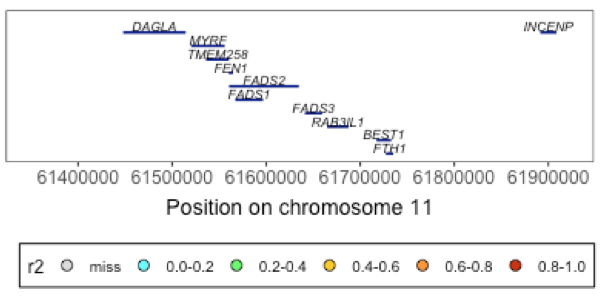 DAGLA INCENP
MYRF
TMEM258
FEN1
FADS2
FADS1
FADS3
RAB3IL1
BEST1
FTH1
61400000 61500000 61600000 61700000 61800000 61900000
Position on chromosome 11
r2 miss 0.0-0.2 0.2-0.4 0.4-0.6 0.6-0.8 0.8-1.0